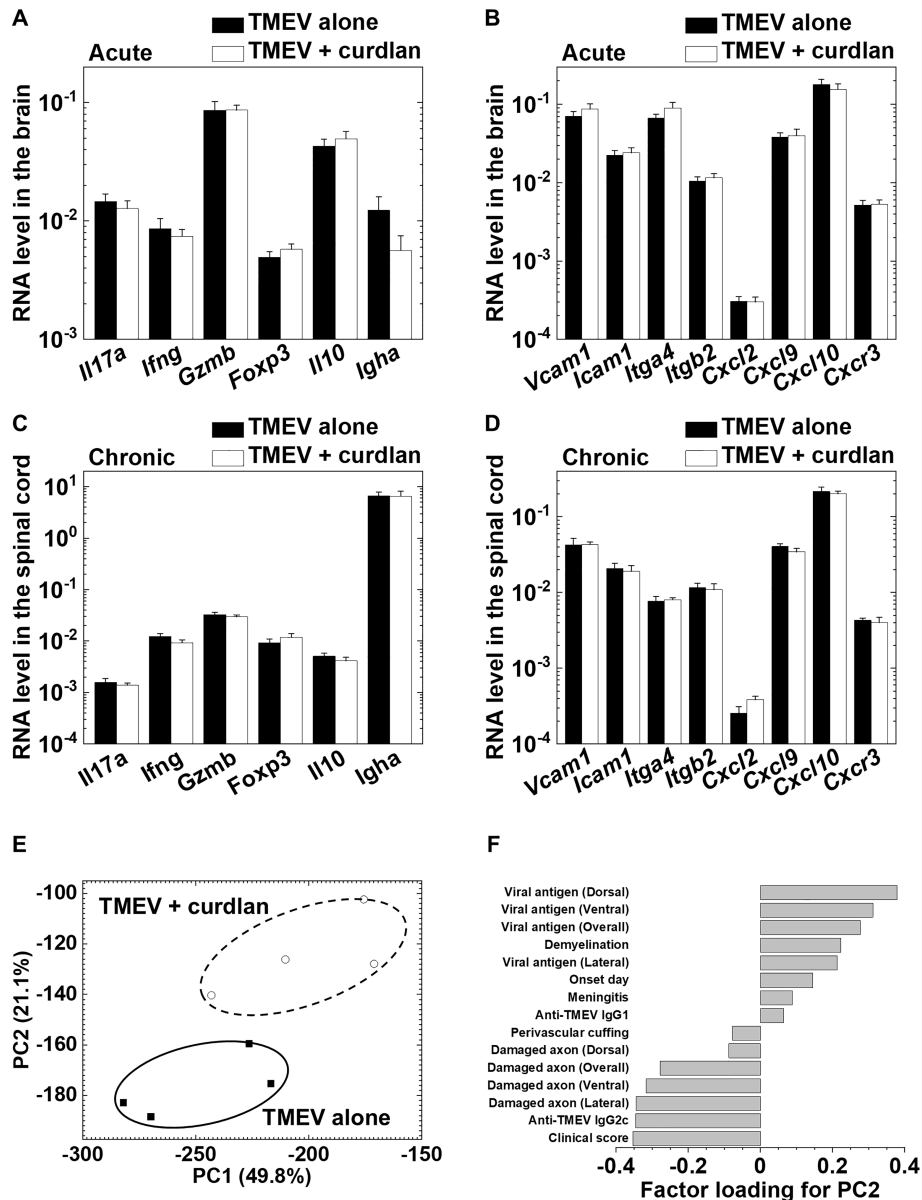 A
TMEV alone
TMEV + curdlan
Acute
RNA level in the brain
10-1
10-2
10-3
Il17a
Ifng
Gzmb
Foxp3
Il10
Igha
B
TMEV alone
TMEV + curdlan
Acute
RNA level in the brain
10-1
10-2
10-3
10-4
Vcam1
Icam1
Itga4
Itgb2
Cxcl2
Cxcl9
Cxcl10
Cxcr3
C
TMEV alone
TMEV + curdlan
Chronic
RNA level in the spinal cord
101
100
10-1
10-2
10-3
10-4
Il17a
Ifng
Gzmb
Foxp3
Il10
Igha
D
TMEV alone
TMEV + curdlan
Chronic
RNA level in the spinal cord
10-1
10-2
10-3
10-4
Vcam1
Icam1
Itga4
Itgb2
Cxcl2
Cxcl9
Cxcl10
Cxcr3
E
TMEV + curdlan
TMEV alone
PC2 (21.1%)
-100
-120
-140
-160
-180
-300
-250
-200
-150
PC1 (49.8%)
F
Viral antigen (Dorsal)
Viral antigen (Ventral)
Viral antigen (Overall)
Demyelination
Viral antigen (Lateral)
Onset day
Meningitis
Anti-TMEV IgG1
Perivascular cuffing
Damaged axon (Dorsal)
Damaged axon (Overall)
Damaged axon (Ventral)
Damaged axon (Lateral)
Anti-TMEV IgG2c
Clinical score
-0.4
-0.2
0
0.2
0.4
Factor loading for PC2